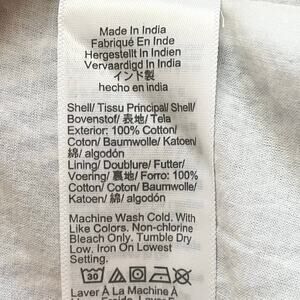 Made In India
Fabriqué En Inde
Hergestellt In Indien
Vervaardigd In India
インド製
hecho en india
Shell/ Tissu Principal/ Shell/
Bovenstof/ 表地/ Tela
Exterior: 100% Cotton/
Coton/ Baumwolle/ Katoen/
綿/ algodón
Lining/ Doublure/ Futter/
Voering/ 裏地/ Forro: 100%
Cotton/ Coton/ Baumwolle/
Katoen/ 綿/ algodón
Machine Wash Cold. With
Like Colors. Non-chlorine
Bleach Only. Tumble Dry
Low. Iron On Lowest
Setting.
30
Laver À La Machine À